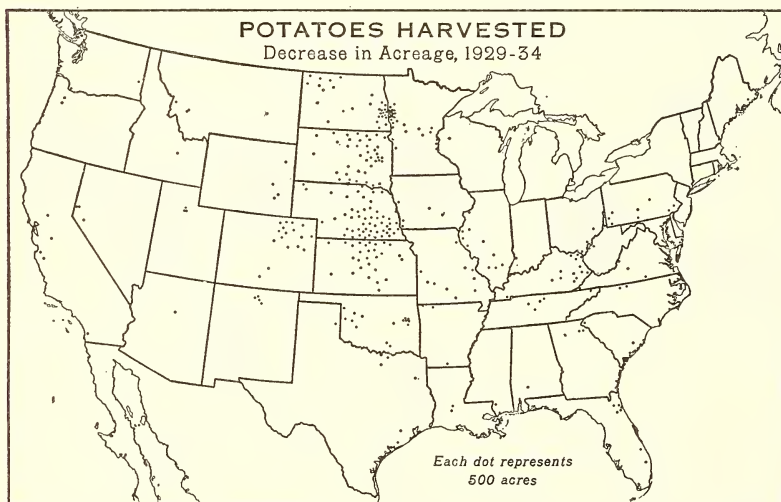 POTATOES HARVESTED
Decrease in Acreage, 1929-34
Each dot represents
500 acres